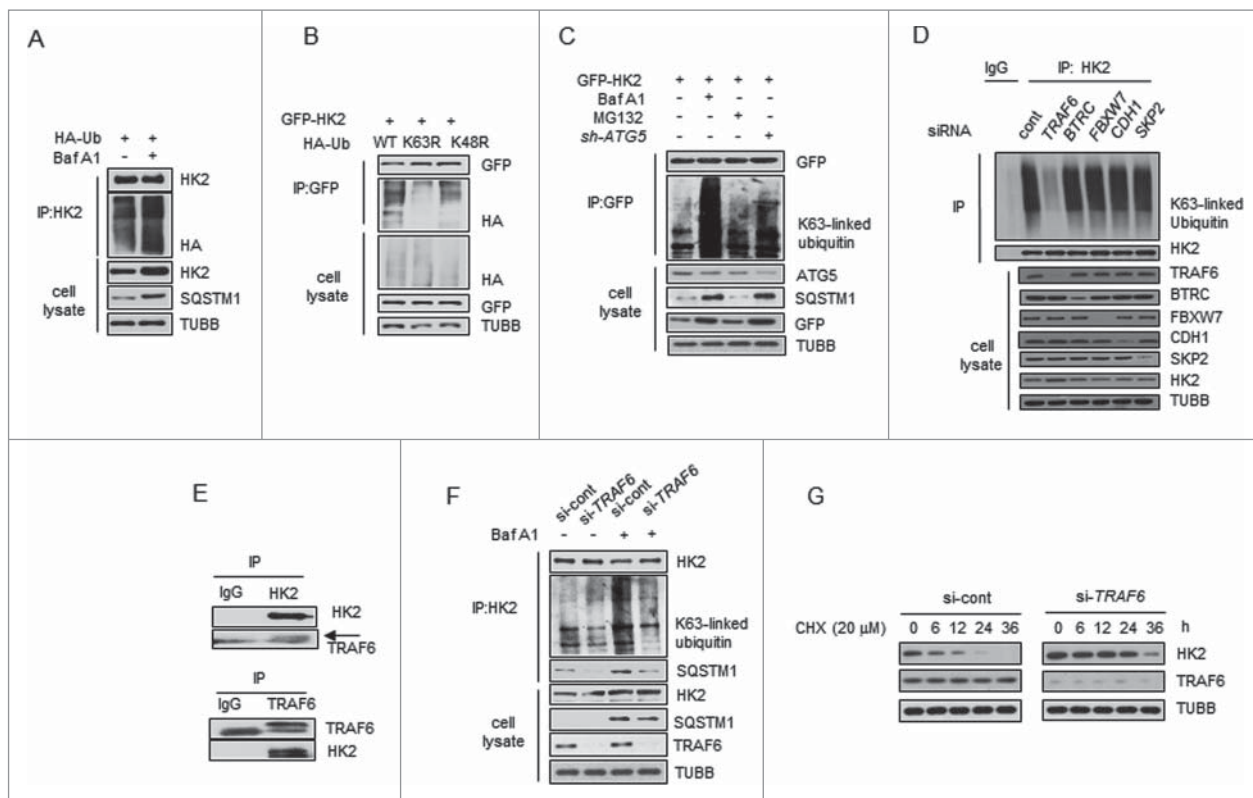 A
HA-Ub + +
Baf A1 - +
IP:HK2
HK2
HA
cell
lysate
HK2
SQSTM1
TUBB
B
GFP-HK2 + + +
HA-Ub WT K63R K48R
IP:GFP
GFP
HA
cell
lysate
HA
GFP
TUBB
C
GFP-HK2 + + + +
Baf A1 - + - -
MG132 - - + -
sh-ATG5 - - - +
IP:GFP
GFP
K63-linked
ubiquitin
cell
lysate
ATG5
SQSTM1
GFP
TUBB
D
IgG IP: HK2
siRNA cont TRAF6 BTRC FBXW7 CDH1 SKP2
IP
K63-linked
Ubiquitin
HK2
cell
lysate
TRAF6
BTRC
FBXW7
CDH1
SKP2
HK2
TUBB
E
IP
IgG HK2
HK2
TRAF6
IP
IgG TRAF6
TRAF6
HK2
F
si-cont si-TRAF6 si-cont si-TRAF6
Baf A1 - - + +
IP:HK2
HK2
K63-linked
ubiquitin
SQSTM1
cell
lysate
HK2
SQSTM1
TRAF6
TUBB
G
si-cont si-TRAF6
CHX (20 µM) 0 6 12 24 36 0 6 12 24 36 h
HK2
TRAF6
TUBB